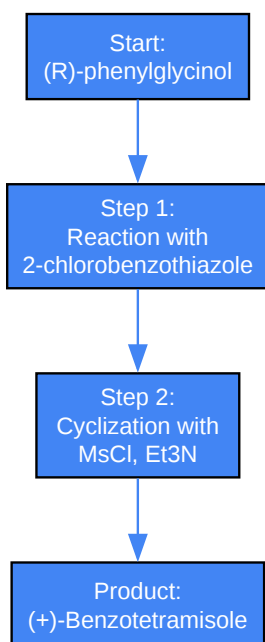 Start:
(R)-phenylglycinol
Step 1:
Reaction with
2-chlorobenzothiazole
Step 2:
Cyclization with
MsCl, Et3N
Product:
(+)-Benzotetramisole